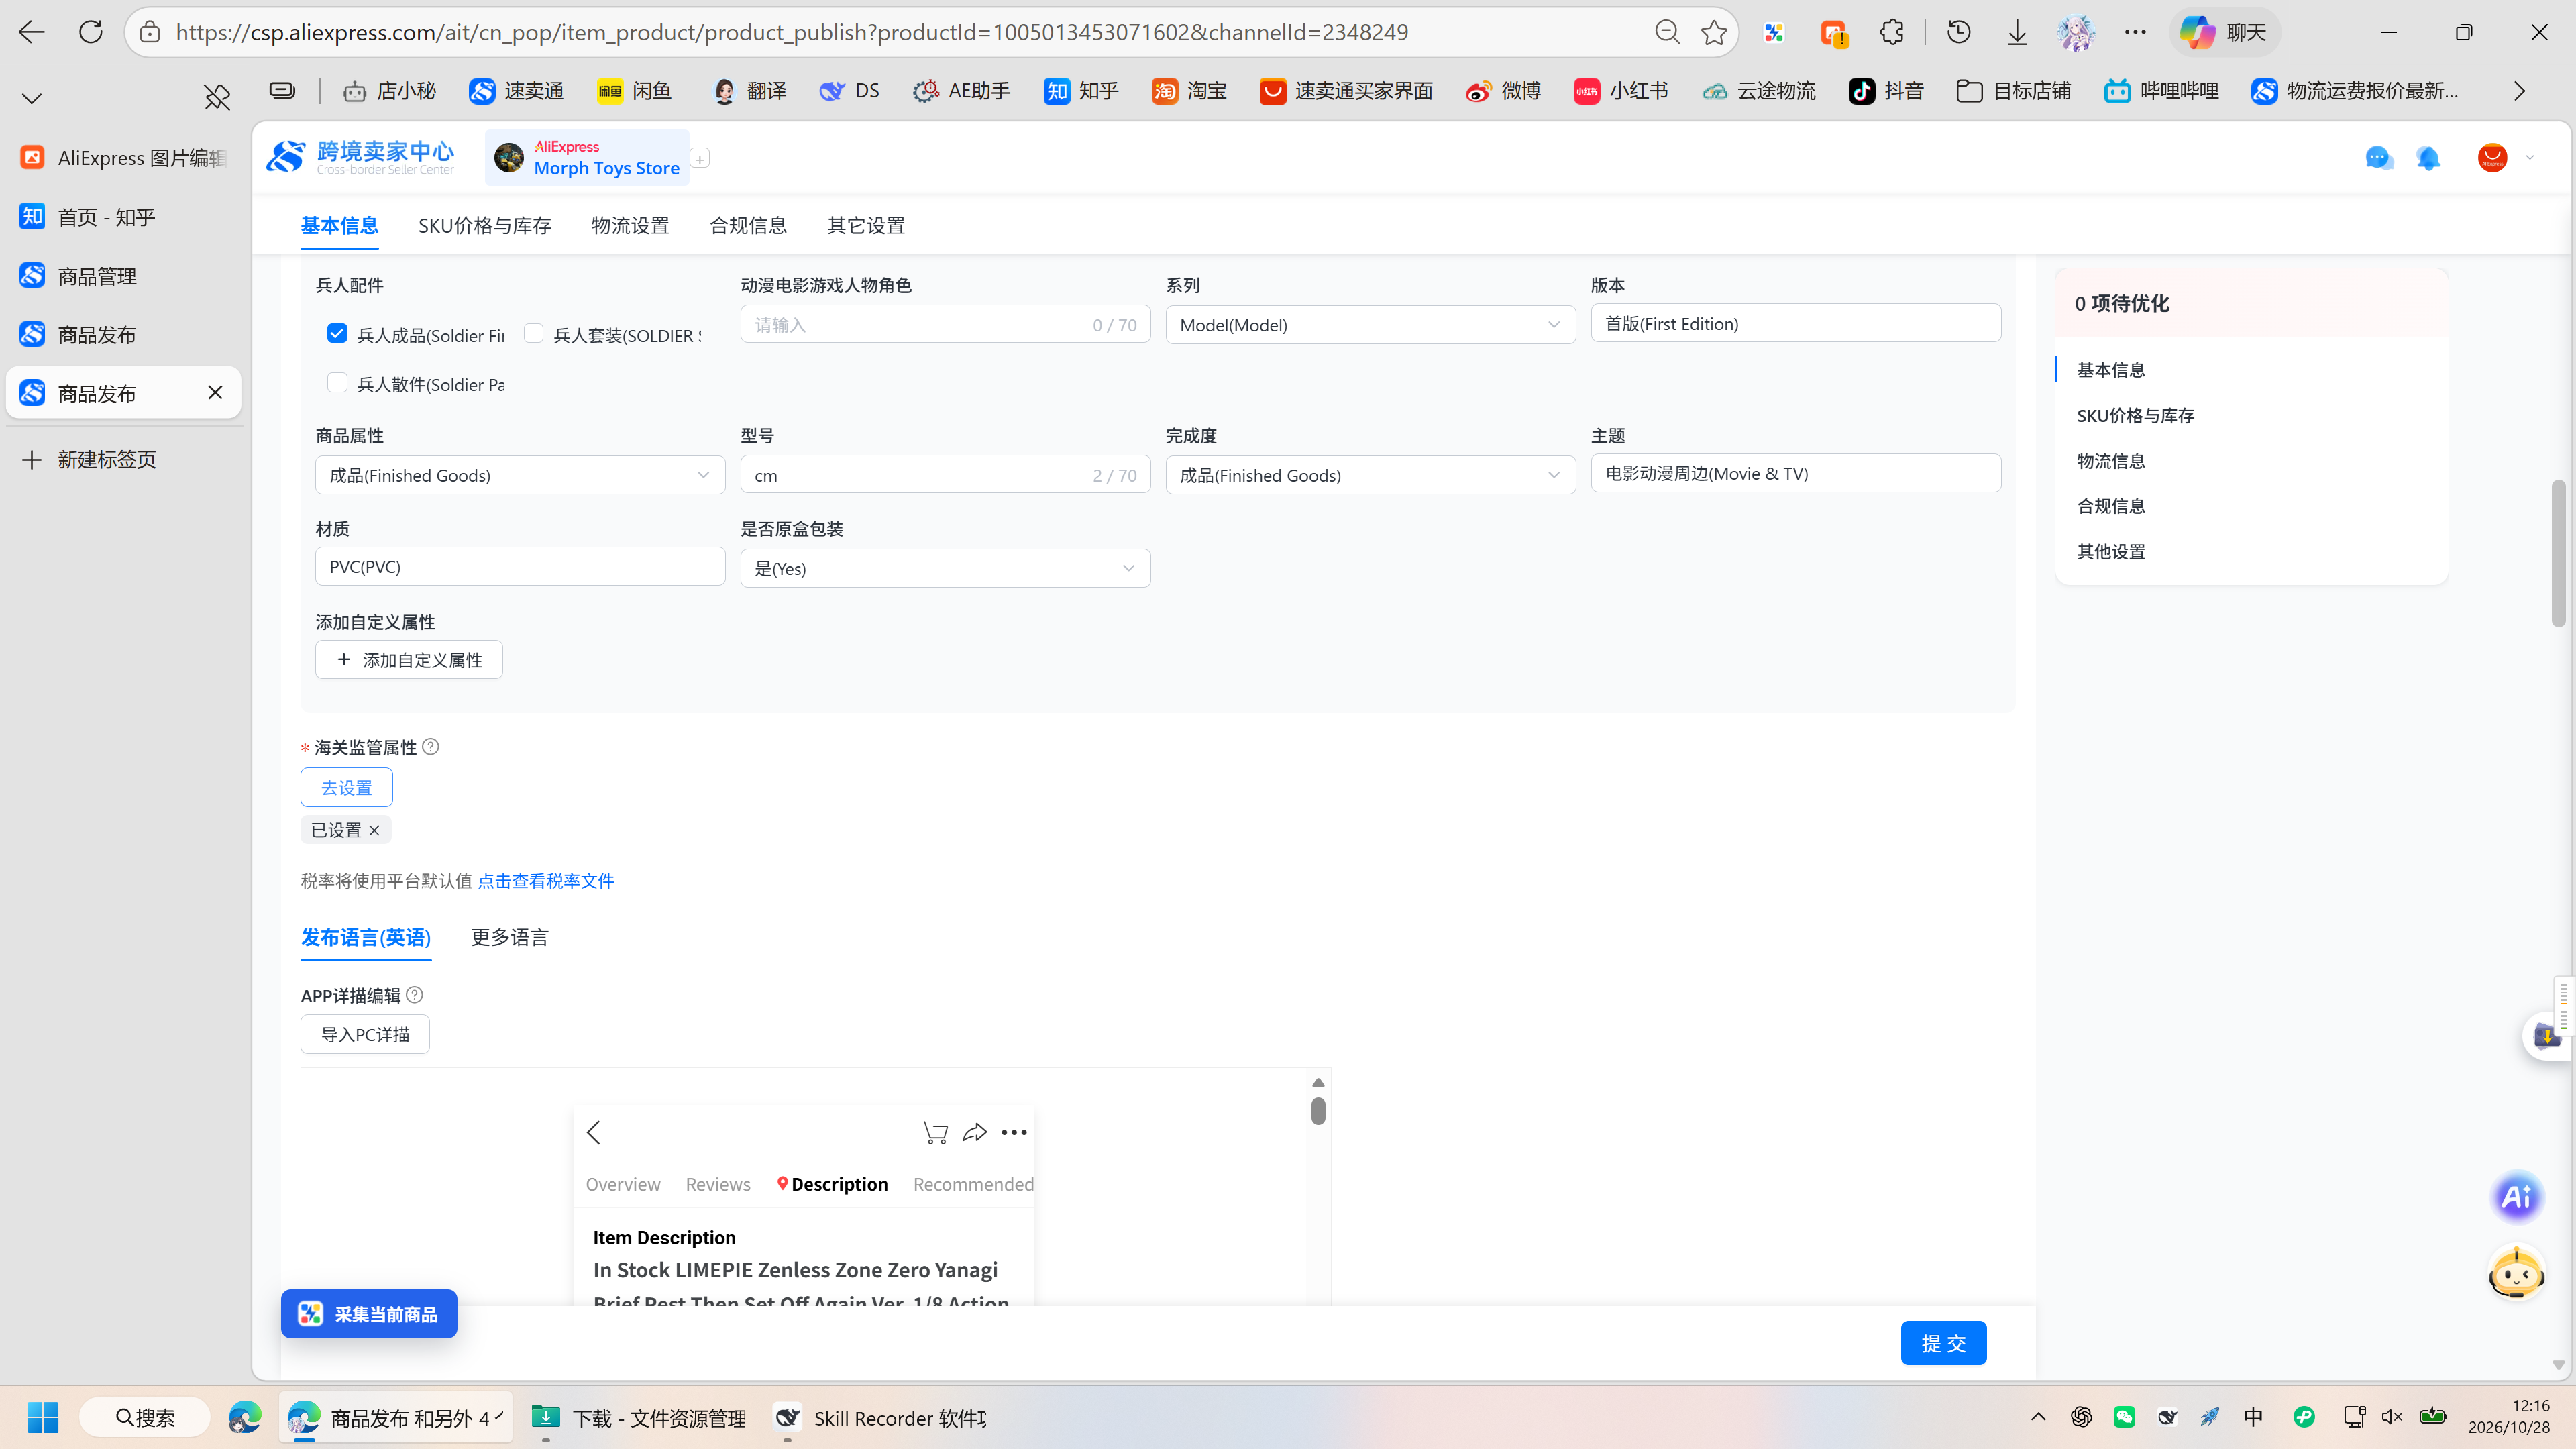 https://csp.aliexpress.com/ait/cn_pop/item_product/product_publish?productId=1005013453071602&channelId=2348249
聊天
店小秘
速卖通
闲鱼
翻译
DS
AE助手
知乎
淘宝
速卖通买家界面
微博
小红书
云途物流
抖音
目标店铺
哔哩哔哩
物流运费报价最新...
AliExpress 图片编辑
首页 - 知乎
商品管理
商品发布
商品发布
新建标签页
跨境卖家中心
Cross-border Seller Center
AliExpress
Morph Toys Store
基本信息
SKU价格与库存
物流设置
合规信息
其它设置
兵人配件
动漫电影游戏人物角色
系列
版本
兵人成品(Soldier Fir
兵人套装(SOLDIER S
请输入
0 / 70
Model(Model)
首版(First Edition)
兵人散件(Soldier Pa
商品属性
型号
完成度
主题
成品(Finished Goods)
cm
2 / 70
成品(Finished Goods)
电影动漫周边(Movie & TV)
材质
是否原盒包装
PVC(PVC)
是(Yes)
添加自定义属性
+ 添加自定义属性
* 海关监管属性
去设置
已设置
税率将使用平台默认值 点击查看税率文件
发布语言(英语)
更多语言
APP详描编辑
导入PC详描
Overview
Reviews
Description
Recommended
Item Description
In Stock LIMEPIE Zenless Zone Zero Yanagi
Brief Rest Then Set Off Again Ver. 1/8 Action
采集当前商品
提 交
0 项待优化
基本信息
SKU价格与库存
物流信息
合规信息
其他设置
Ai
搜索
商品发布 和另外 4 个
下载 - 文件资源管理
Skill Recorder 软件功
中
12:16
2026/10/28